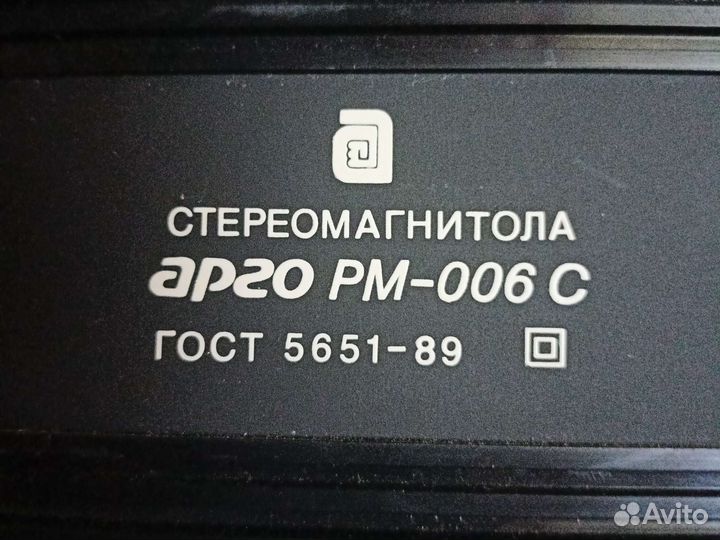 СТЕРЕОМАГНИТОЛА
арго РМ-006 С
ГОСТ 5651-89
Avito